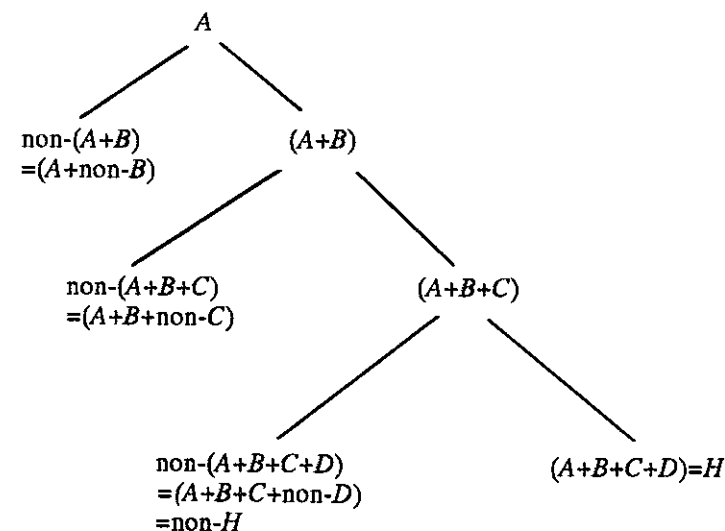 A
non-(A+B)
=(A+non-B)
(A+B)
non-(A+B+C)
=(A+B+non-C)
(A+B+C)
non-(A+B+C+D)
=(A+B+C+non-D)
=non-H
(A+B+C+D)=H